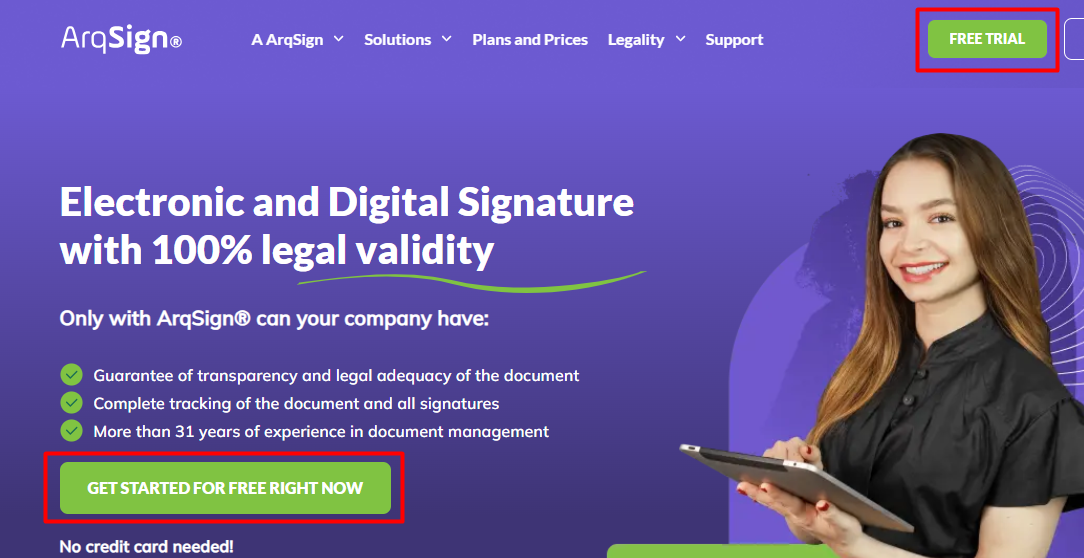 ArqSign®
A ArqSign
Solutions
Plans and Prices
Legality
Support
FREE TRIAL
Electronic and Digital Signature
with 100% legal validity
Only with ArqSign® can your company have:
Guarantee of transparency and legal adequacy of the document
Complete tracking of the document and all signatures
More than 31 years of experience in document management
GET STARTED FOR FREE RIGHT NOW
No credit card needed!